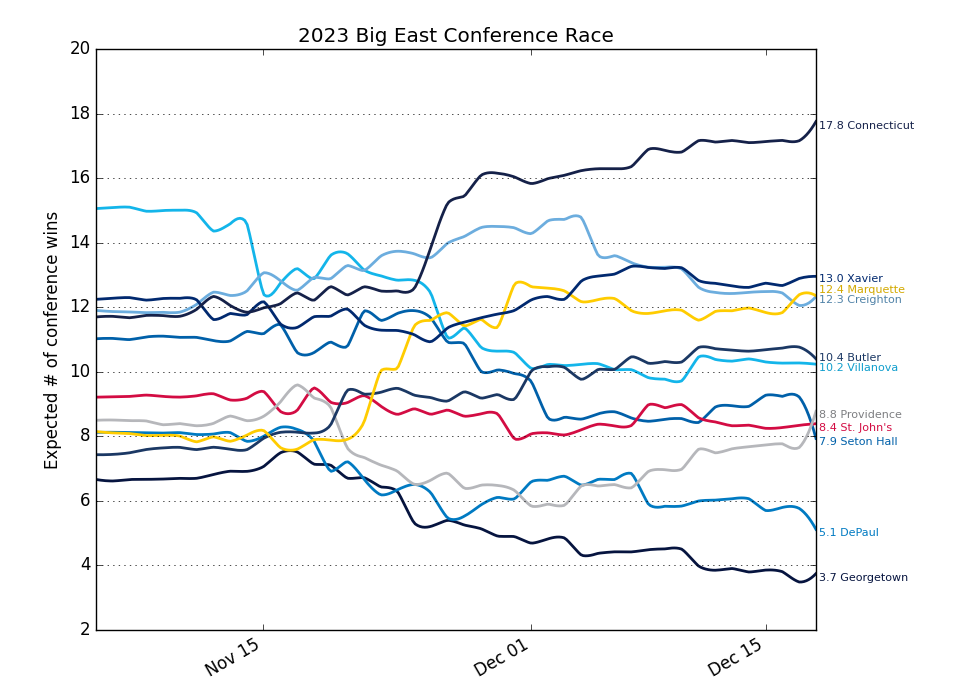 2023 Big East Conference Race
Expected # of conference wins
20
18
16
14
12
10
8
6
4
2
17.8 Connecticut
13.0 Xavier
12.4 Marquette
12.3 Creighton
10.4 Butler
10.2 Villanova
8.8 Providence
8.4 St. John's
7.9 Seton Hall
5.1 DePaul
3.7 Georgetown
Nov 15
Dec 01
Dec 15